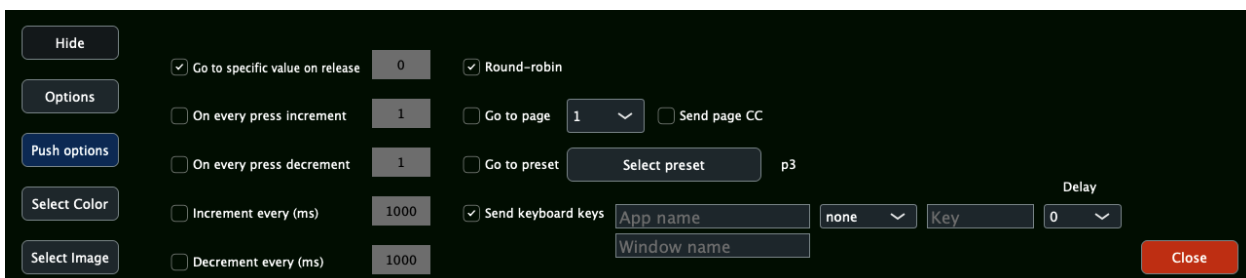 Hide
Options
Push options
Select Color
Select Image
Go to specific value on release 0
On every press increment 1
On every press decrement 1
Increment every (ms) 1000
Decrement every (ms) 1000
Round-robin
Go to page 1 Send page CC
Go to preset Select preset p3
Delay
Send keyboard keys App name none Key 0
Window name
Close